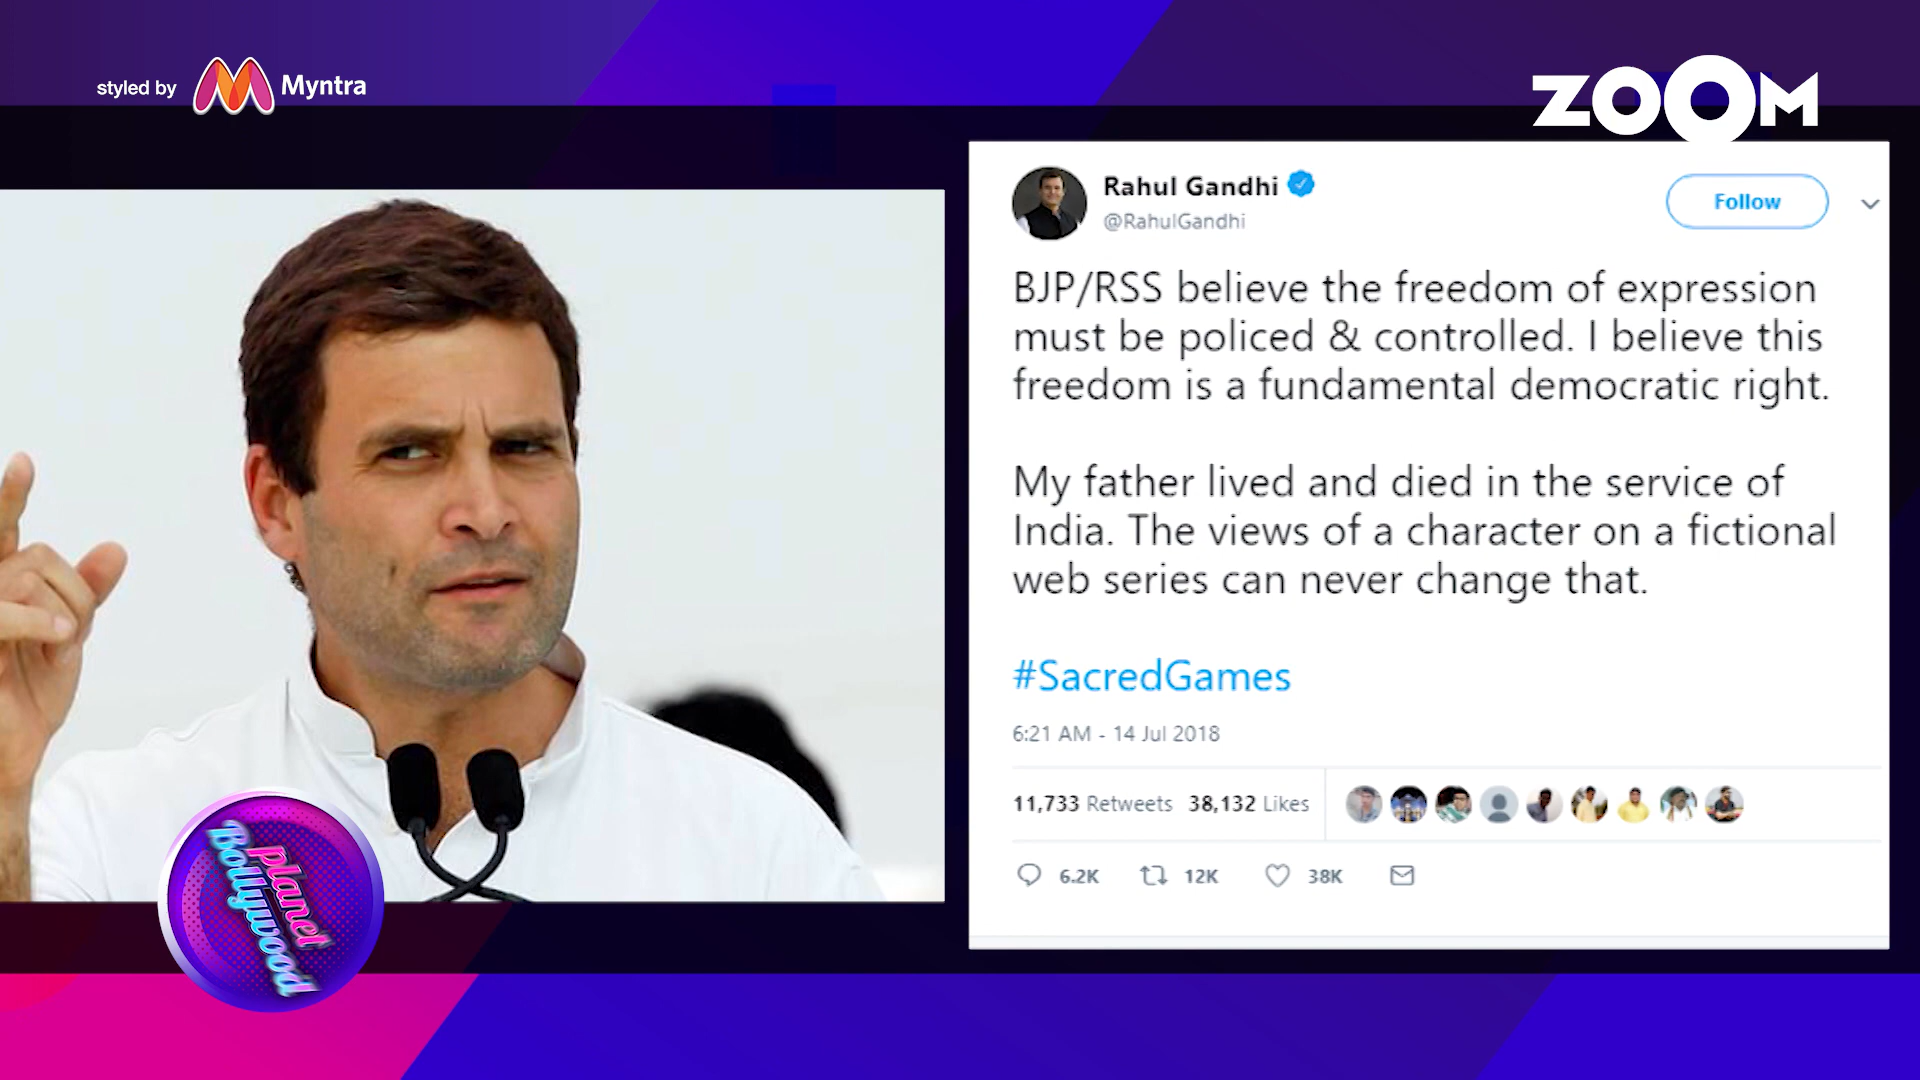 styled by Myntra
ZOOM
Rahul Gandhi
@RahulGandhi
Follow
BJP/RSS believe the freedom of expression
must be policed & controlled. I believe this
freedom is a fundamental democratic right.
My father lived and died in the service of
India. The views of a character on a fictional
web series can never change that.
#SacredGames
6:21 AM - 14 Jul 2018
11,733 Retweets 38,132 Likes
6.2K 12K 38K
planet
Bollywood